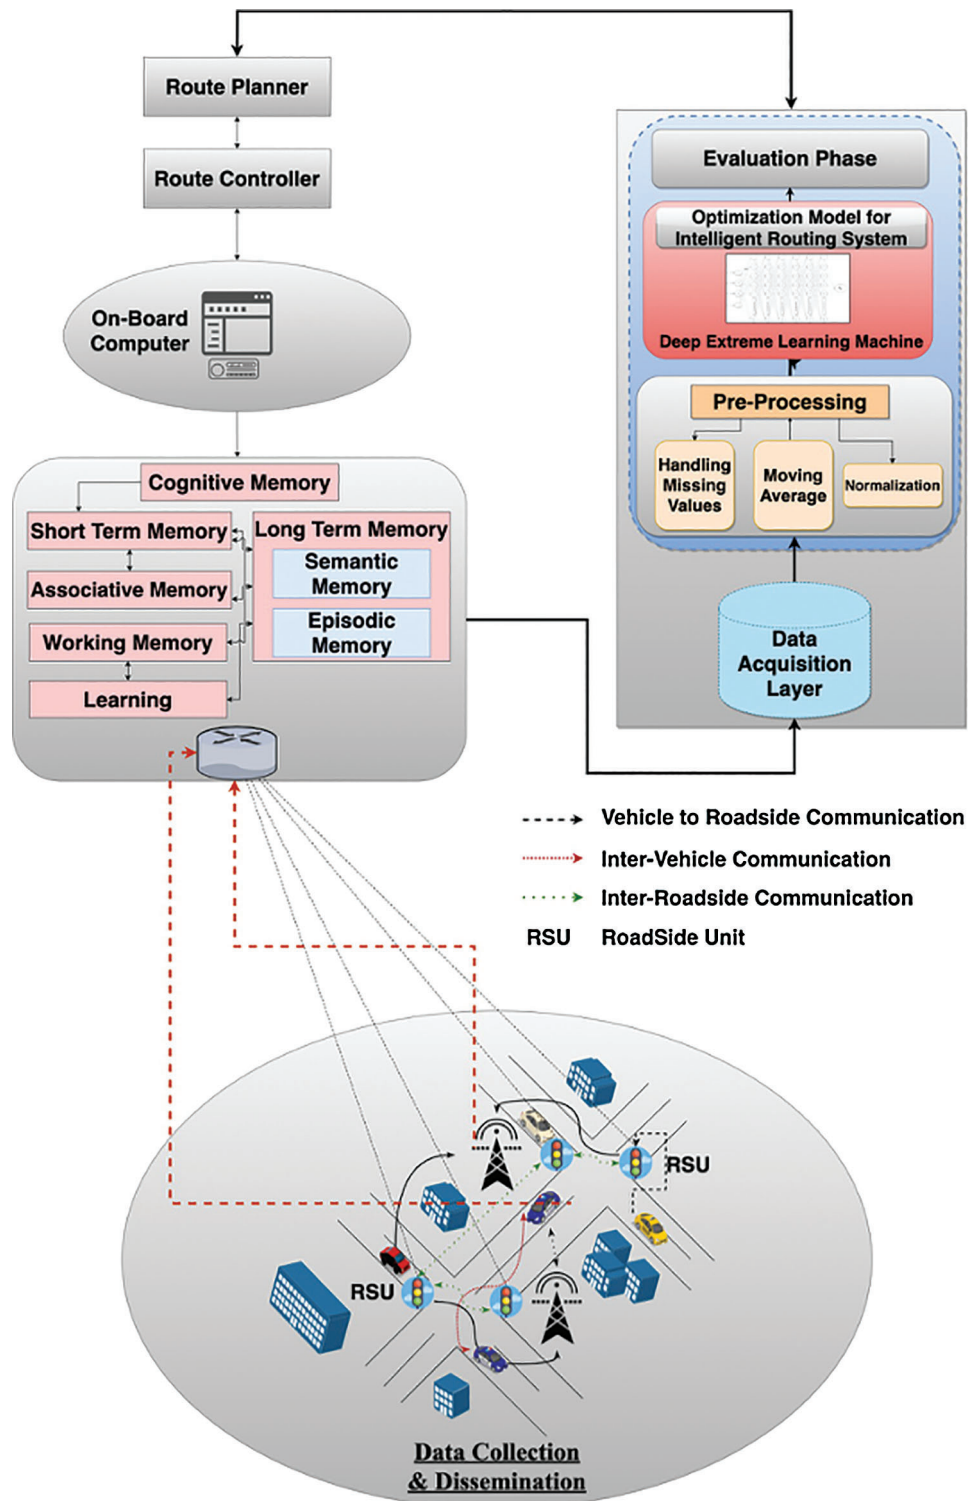 Route Planner
Route Controller
On-Board
Computer
Cognitive Memory
Short Term Memory
Long Term Memory
Semantic
Memory
Associative Memory
Episodic
Memory
Working Memory
Learning
Evaluation Phase
Optimization Model for
Intelligent Routing System
Deep Extreme Learning Machine
Pre-Processing
Handling
Missing
Values
Moving
Average
Normalization
Data
Acquisition
Layer
Vehicle to Roadside Communication
Inter-Vehicle Communication
Inter-Roadside Communication
RSU RoadSide Unit
RSU
RSU
Data Collection
& Dissemination